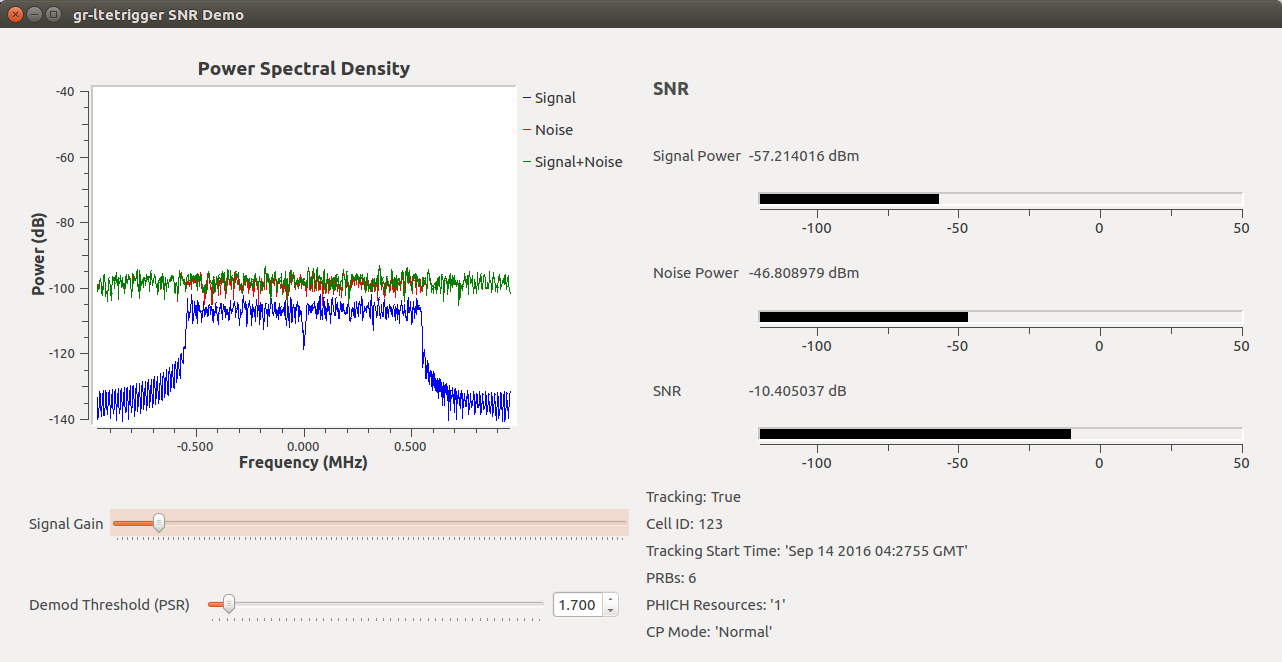 gr-ltetrigger SNR Demo
Power Spectral Density
Power (dB)
-40
-60
-80
-100
-120
-140
-0.500 0.000 0.500
Frequency (MHz)
Signal
Noise
Signal+Noise
Signal Gain
Demod Threshold (PSR) 1.700
SNR
Signal Power -57.214016 dBm
-100 -50 0 50
Noise Power -46.808979 dBm
-100 -50 0 50
SNR -10.405037 dB
-100 -50 0 50
Tracking: True
Cell ID: 123
Tracking Start Time: 'Sep 14 2016 04:2755 GMT'
PRBs: 6
PHICH Resources: '1'
CP Mode: 'Normal'